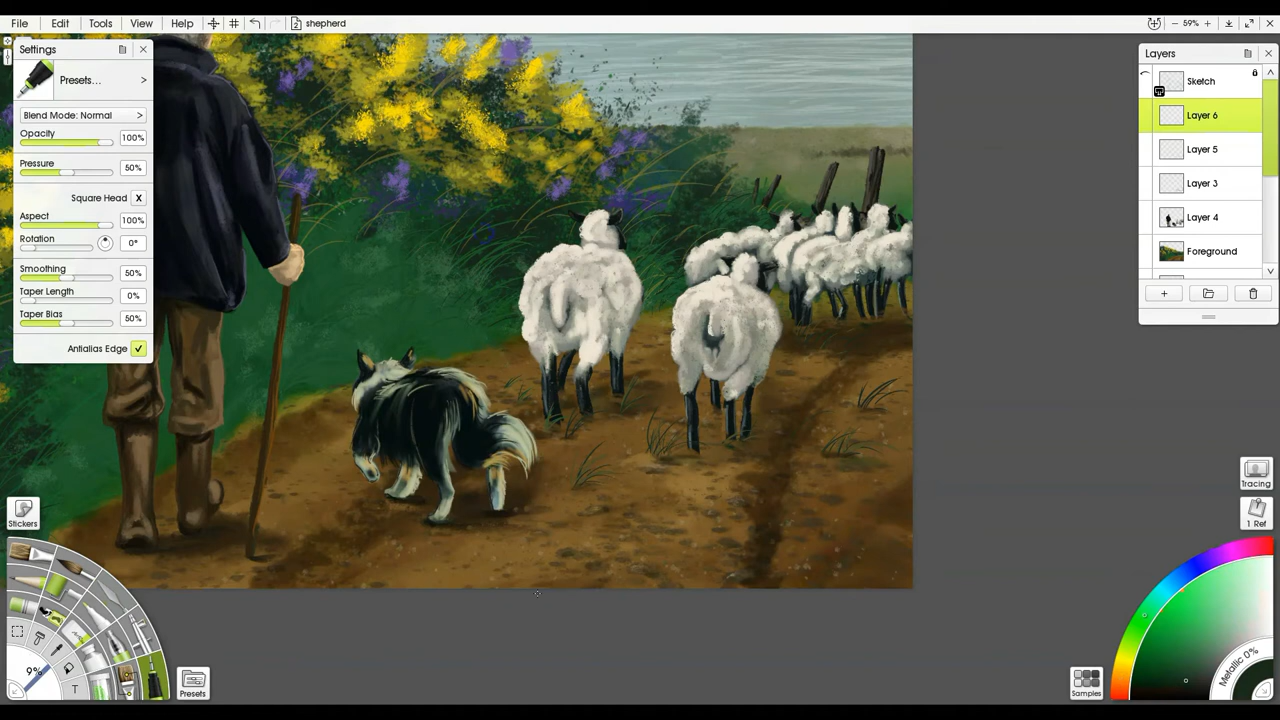 File Edit Tools View Help shepherd 59%
Settings
Presets...
Blend Mode: Normal
Opacity 100%
Pressure 50%
Square Head X
Aspect 100%
Rotation 0°
Smoothing 50%
Taper Length 0%
Taper Bias 50%
Antialias Edge
Stickers
9%
T
Presets
Layers
Sketch
Layer 6
Layer 5
Layer 3
Layer 4
Foreground
Tracing
1 Ref
Metallic 0%
Samples